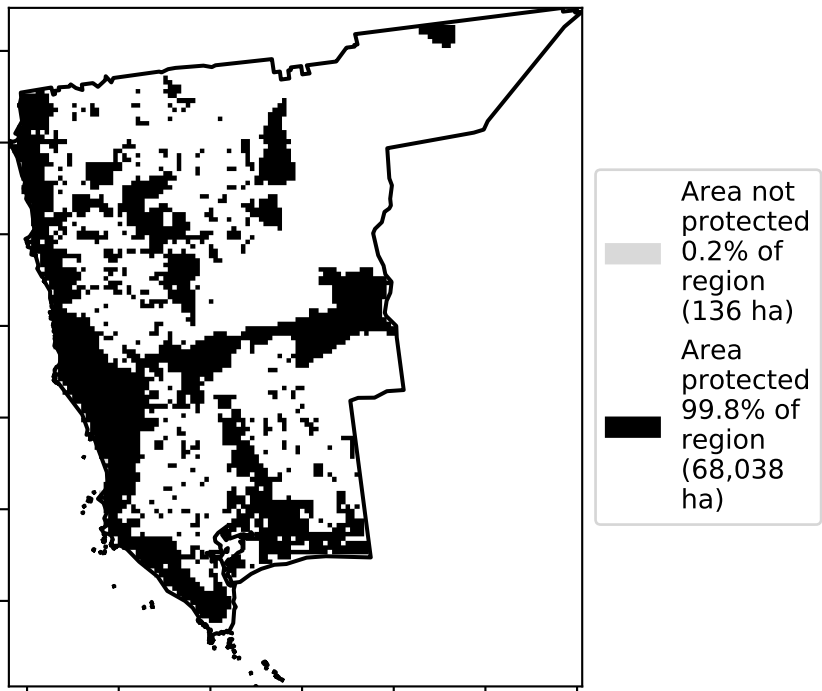 Area not
protected
0.2% of
region
(136 ha)
Area
protected
99.8% of
region
(68,038
ha)